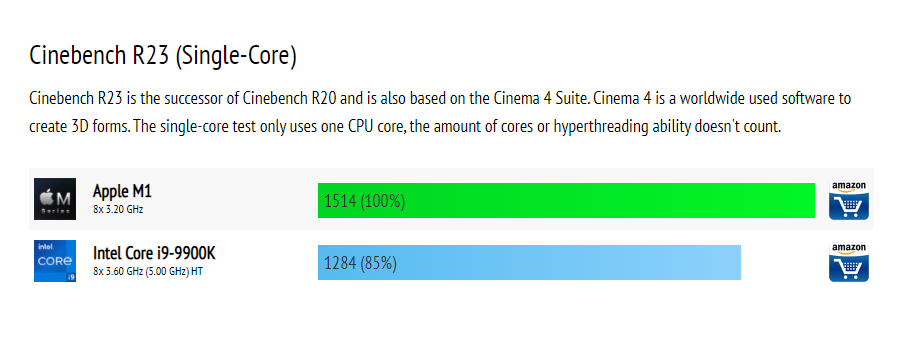 Cinebench R23 (Single-Core)
Cinebench R23 is the successor of Cinebench R20 and is also based on the Cinema 4 Suite. Cinema 4 is a worldwide used software to
create 3D forms. The single-core test only uses one CPU core, the amount of cores or hyperthreading ability doesn't count.
M
Series
Apple M1
8x 3.20 GHz
1514 (100%)
amazon
intel
CORE
i9
Intel Core i9-9900K
8x 3.60 GHz (5.00 GHz) HT
1284 (85%)
amazon